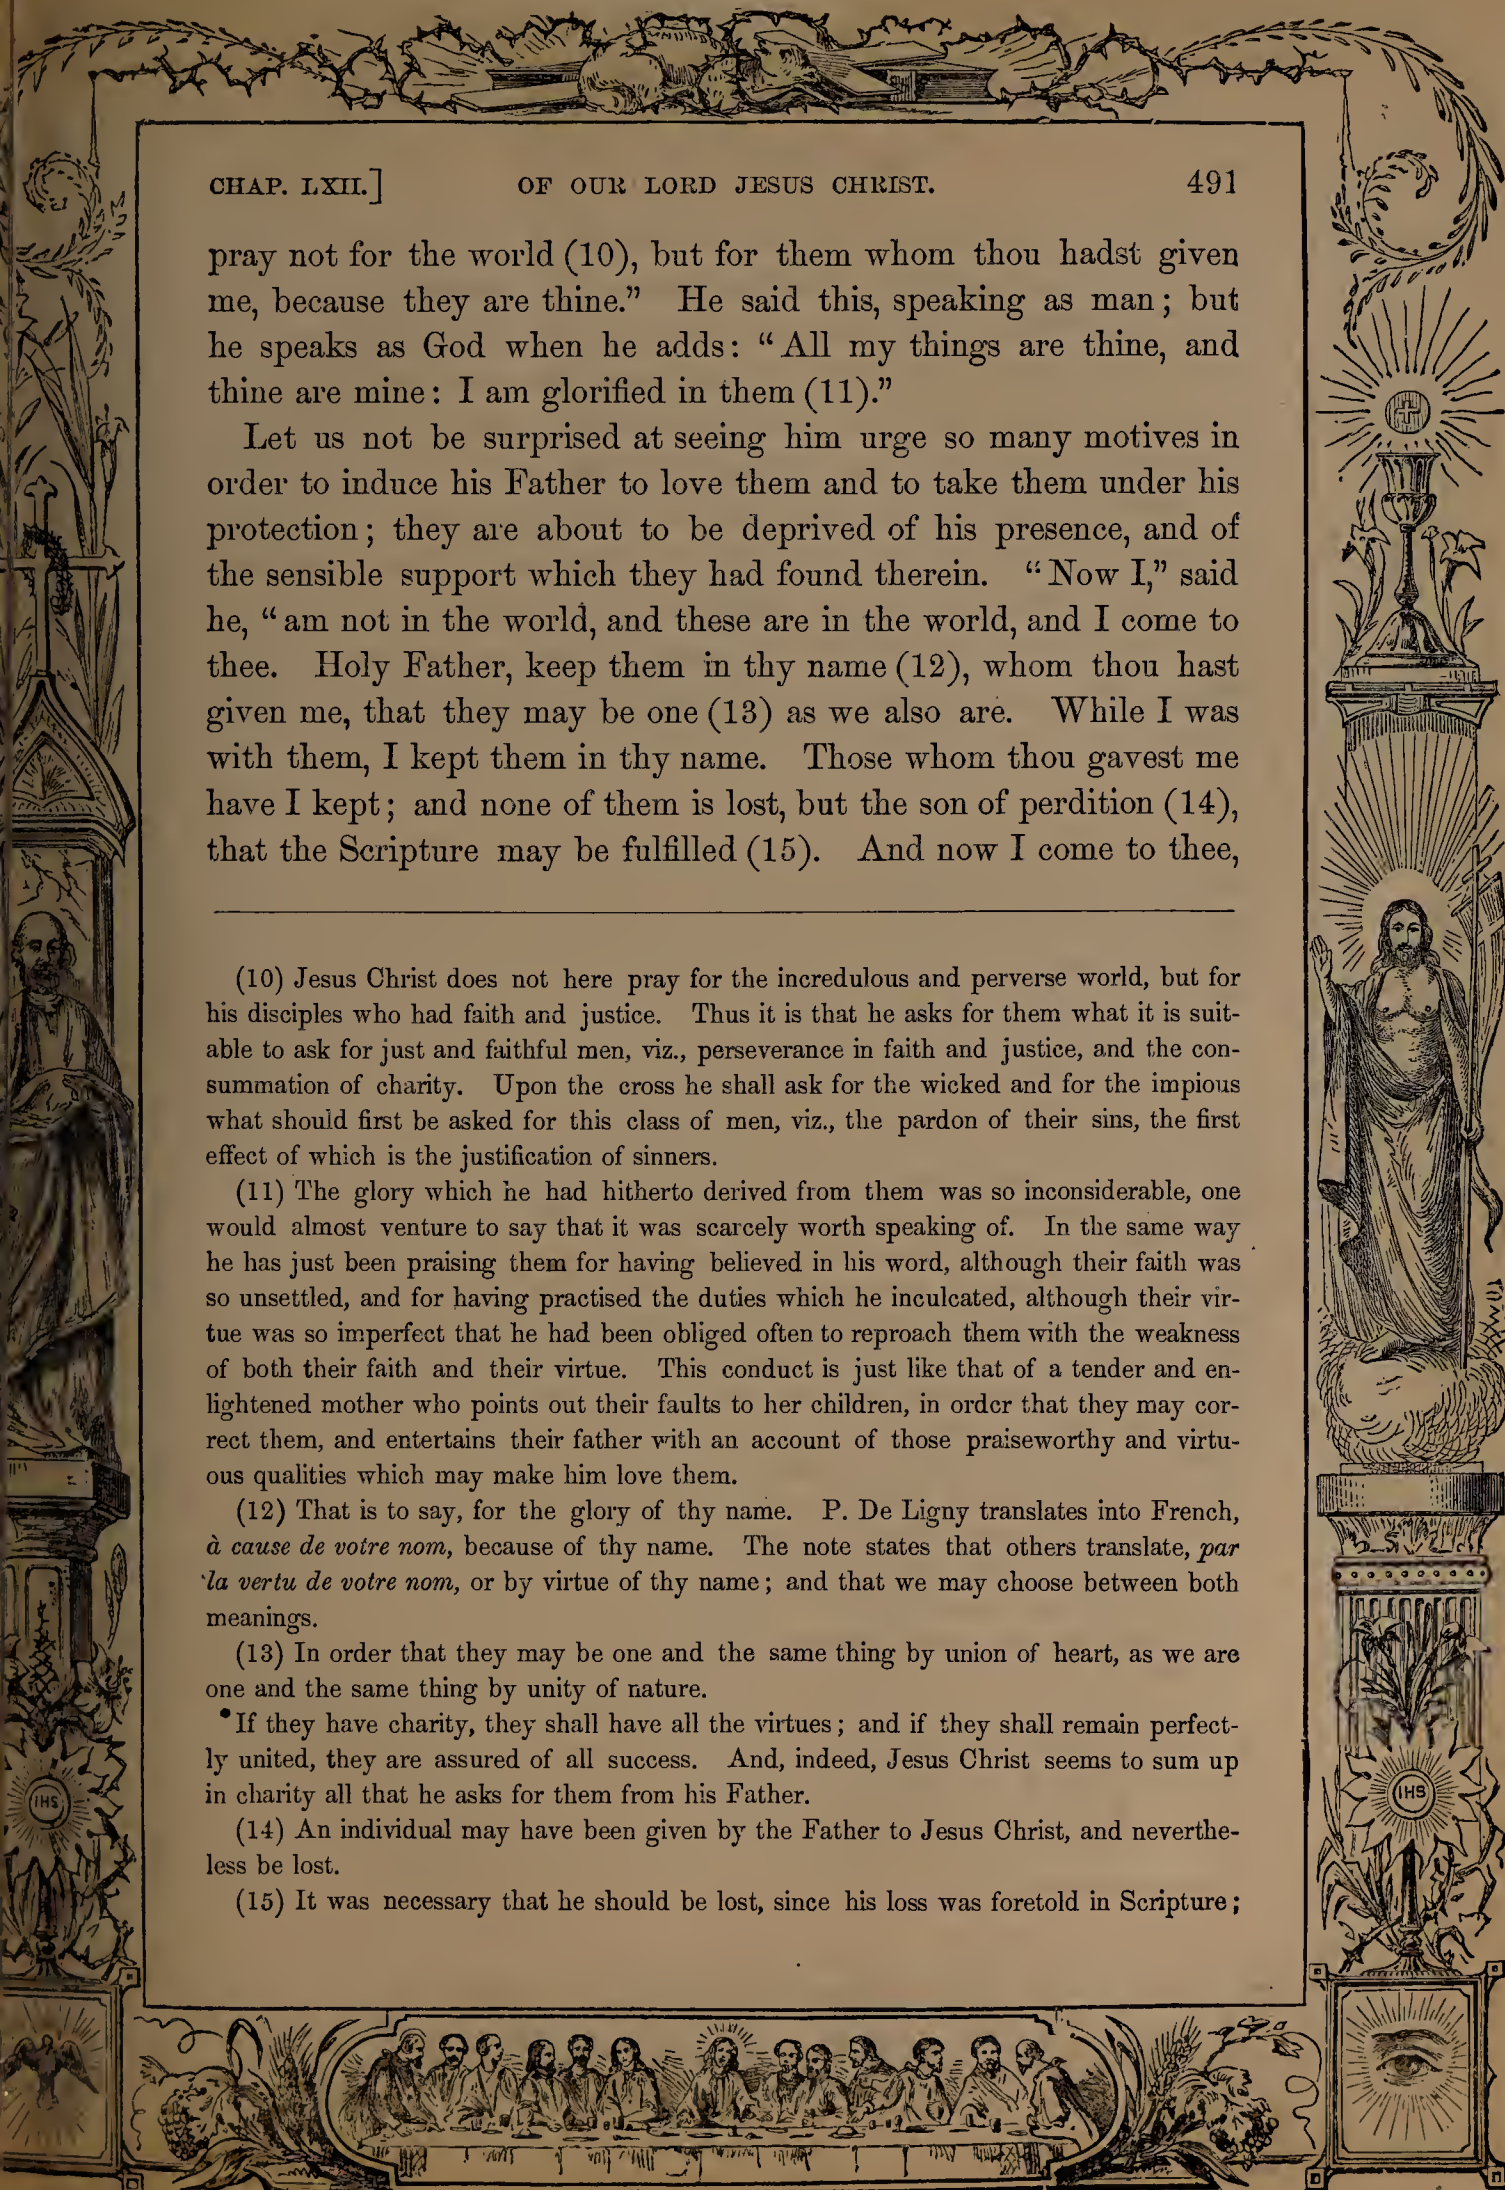 CHAP. LXII.] OF OUR LORD JESUS CHRIST. 491
pray not for the world (10), but for them whom thou hadst given
me, because they are thine.” He said this, speaking as man; but
he speaks as God when he adds: “All my things are thine, and
thine are mine: I am glorified in them (11).”
Let us not be surprised at seeing him urge so many motives in
order to induce his Father to love them and to take them under his
protection; they are about to be deprived of his presence, and of
the sensible support which they had found therein. “Now I,” said
he, “am not in the world, and these are in the world, and I come to
thee. Holy Father, keep them in thy name (12), whom thou hast
given me, that they may be one (13) as we also are. While I was
with them, I kept them in thy name. Those whom thou gavest me
have I kept; and none of them is lost, but the son of perdition (14),
that the Scripture may be fulfilled (15). And now I come to thee,
(10) Jesus Christ does not here pray for the incredulous and perverse world, but for
his disciples who had faith and justice. Thus it is that he asks for them what it is suit-
able to ask for just and faithful men, viz., perseverance in faith and justice, and the con-
summation of charity. Upon the cross he shall ask for the wicked and for the impious
what should first be asked for this class of men, viz., the pardon of their sins, the first
effect of which is the justification of sinners.
(11) The glory which he had hitherto derived from them was so inconsiderable, one
would almost venture to say that it was scarcely worth speaking of. In the same way
he has just been praising them for having believed in his word, although their faith was
so unsettled, and for having practised the duties which he inculcated, although their vir-
tue was so imperfect that he had been obliged often to reproach them with the weakness
of both their faith and their virtue. This conduct is just like that of a tender and en-
lightened mother who points out their faults to her children, in order that they may cor-
rect them, and entertains their father with an account of those praiseworthy and virtu-
ous qualities which may make him love them.
(12) That is to say, for the glory of thy name. P. De Ligny translates into French,
à cause de votre nom, because of thy name. The note states that others translate, par
la vertu de votre nom, or by virtue of thy name; and that we may choose between both
meanings.
(13) In order that they may be one and the same thing by union of heart, as we are
one and the same thing by unity of nature.
*If they have charity, they shall have all the virtues; and if they shall remain perfect-
ly united, they are assured of all success. And, indeed, Jesus Christ seems to sum up
in charity all that he asks for them from his Father.
(14) An individual may have been given by the Father to Jesus Christ, and neverthe-
less be lost.
(15) It was necessary that he should be lost, since his loss was foretold in Scripture;
IHS
IHS